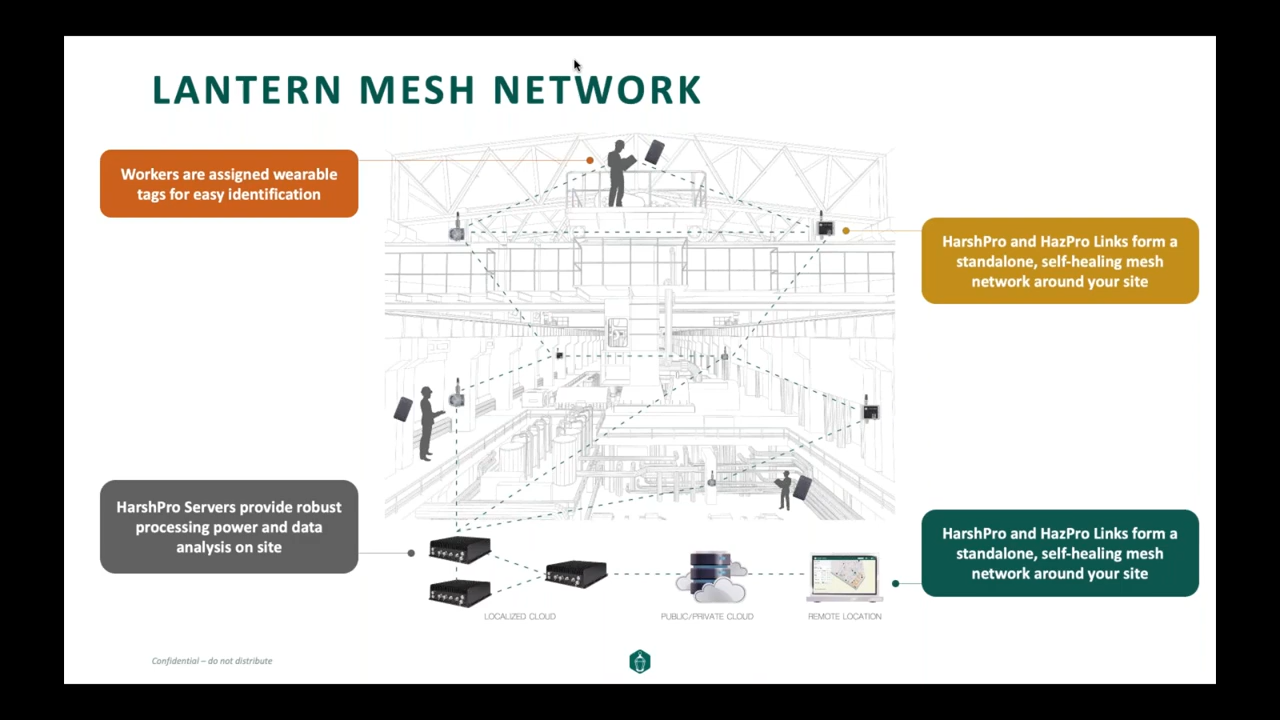 LANTERN MESH NETWORK
Workers are assigned wearable
tags for easy identification
HarshPro and HazPro Links form a
standalone, self-healing mesh
network around your site
HarshPro Servers provide robust
processing power and data
analysis on site
HarshPro and HazPro Links form a
standalone, self-healing mesh
network around your site
LOCALIZED CLOUD
PUBLIC/PRIVATE CLOUD
REMOTE LOCATION
Confidential – do not distribute